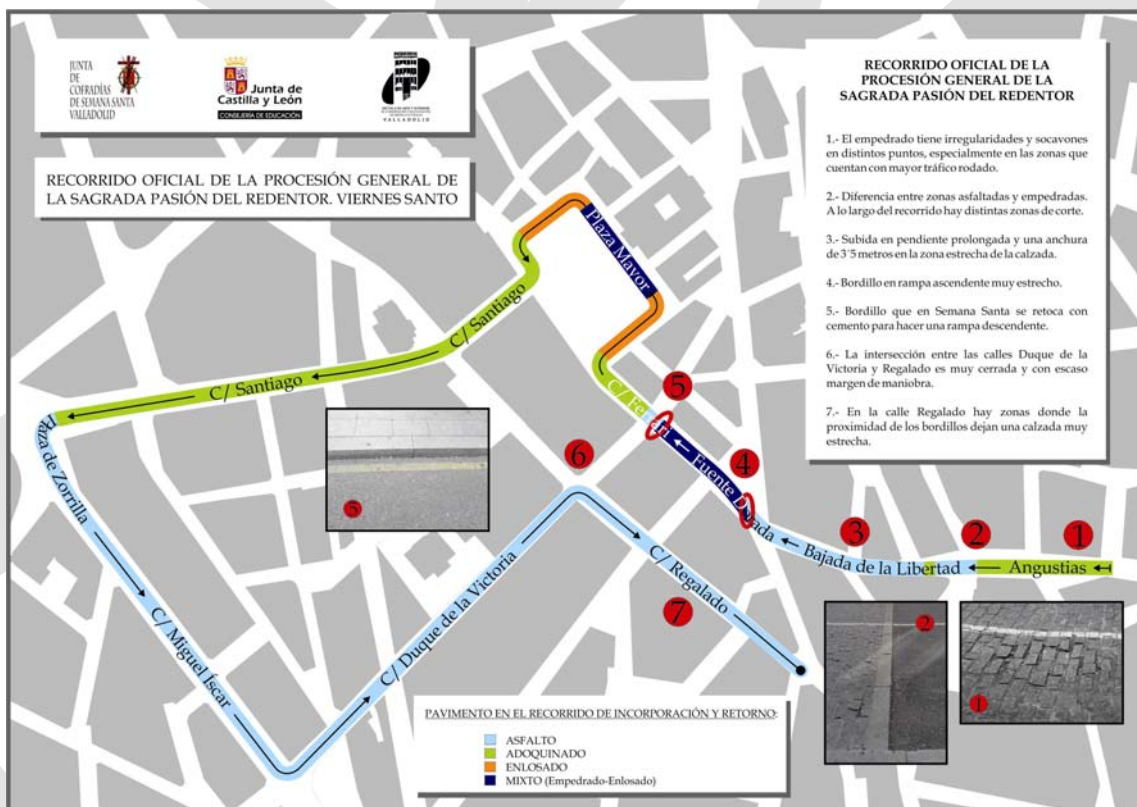 JUNTA
DE
COFRADÍAS
DE SEMANA SANTA
VALLADOLID
Junta de
Castilla y León
CONSEJERÍA DE EDUCACIÓN
VALLADOLID
RECORRIDO OFICIAL DE LA PROCESIÓN GENERAL DE
LA SAGRADA PASIÓN DEL REDENTOR. VIERNES SANTO
RECORRIDO OFICIAL DE LA
PROCESIÓN GENERAL DE LA
SAGRADA PASIÓN DEL REDENTOR
1.- El empedrado tiene irregularidades y socavones
en distintos puntos, especialmente en las zonas que
cuentan con mayor tráfico rodado.
2.- Diferencia entre zonas asfaltadas y empedradas.
A lo largo del recorrido hay distintas zonas de corte.
3.- Subida en pendiente prolongada y una anchura
de 3´5 metros en la zona estrecha de la calzada.
4.- Bordillo en rampa ascendente muy estrecho.
5.- Bordillo que en Semana Santa se retoca con
cemento para hacer una rampa descendente.
6.- La intersección entre las calles Duque de la
Victoria y Regalado es muy cerrada y con escaso
margen de maniobra.
7.- En la calle Regalado hay zonas donde la
proximidad de los bordillos dejan una calzada muy
estrecha.
Plaza Mayor
C/ Santiago
C/ Santiago
C/ Ferrari
5
Plaza de Zorrilla
5
6
4
Fuente Dorada
3
2
1
Bajada de la Libertad
Angustias
C/ Regalado
7
C/ Duque de la Victoria
C/ Miguel Íscar
2
1
PAVIMENTO EN EL RECORRIDO DE INCORPORACIÓN Y RETORNO:
ASFALTO
ADOQUINADO
ENLOSADO
MIXTO (Empedrado-Enlosado)